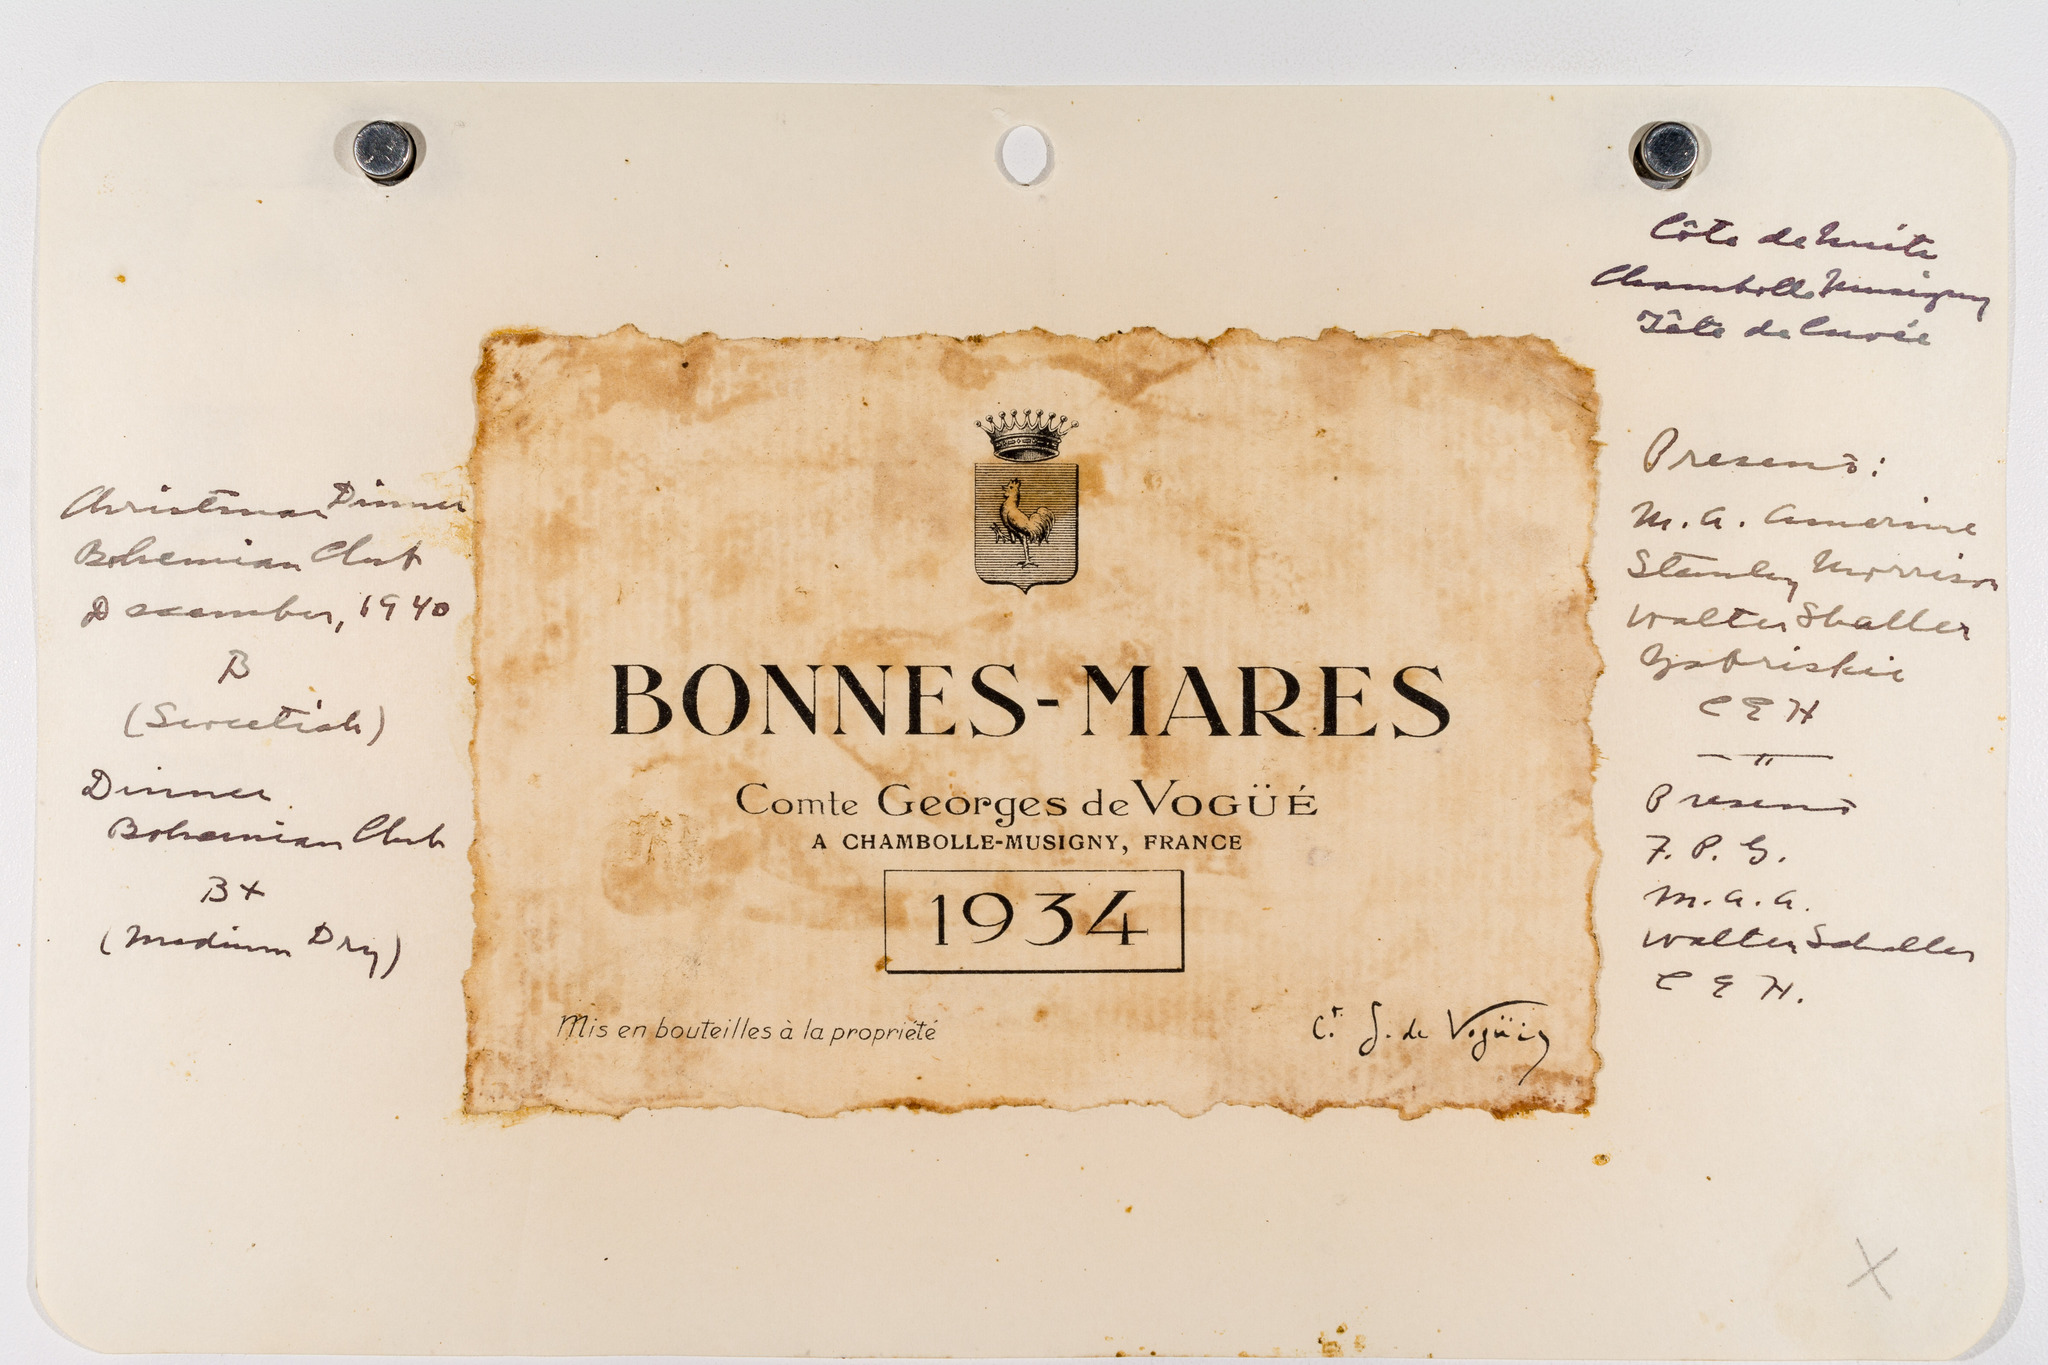 Côte de Nuits
Chambolle Musigny
Tête de Cuvée
Christmas Dinner
Bohemian Club
December, 1940
B
(Sweetish)
Dinner
Bohemian Club
B+
(Medium Dry)
BONNES-MARES
Comte Georges de VOGÜÉ
A CHAMBOLLE-MUSIGNY, FRANCE
1934
Mis en bouteilles à la propriété
Ct. G. de Vogüé
Present:
M. A. Amerine
Stanley Morrison
Walter Shaller
Zabriskie
C E H
Present
F. P. G.
M. A. A.
Walter Schaller
C E H.
X